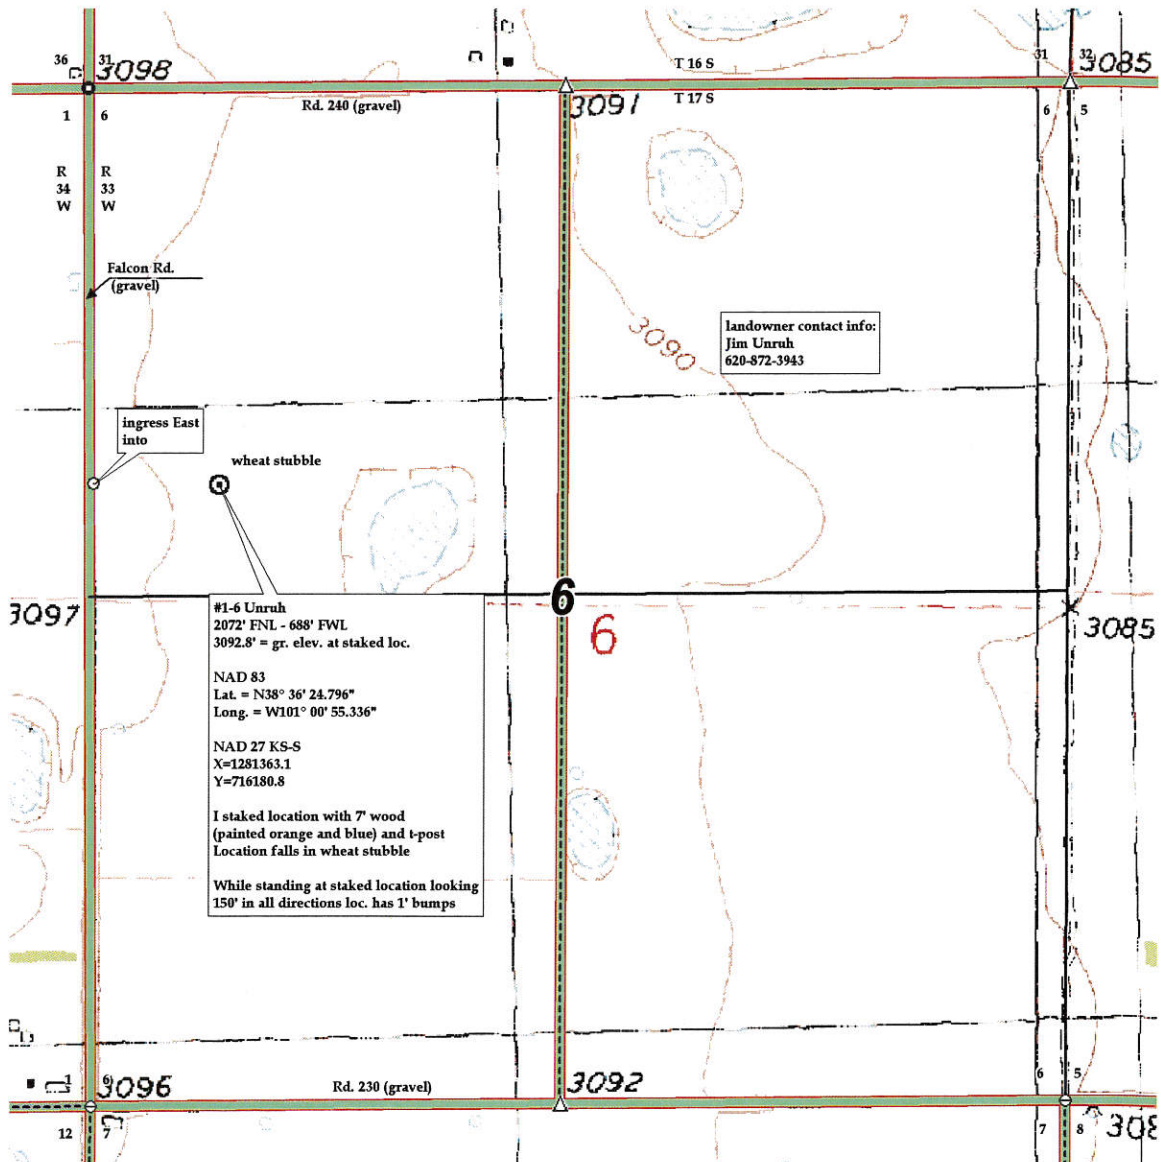 36 31
3098
T 16 S
31 32
3085
Rd. 240 (gravel)
3091
T 17 S
1 6
6 5
R R
34 33
W W
Falcon Rd.
(gravel)
3090
landowner contact info:
Jim Unruh
620-872-3943
ingress East
into
wheat stubble
6
6
3097
3085
#1-6 Unruh
2072' FNL - 688' FWL
3092.8' = gr. elev. at staked loc.
NAD 83
Lat. = N38° 36' 24.796"
Long. = W101° 00' 55.336"
NAD 27 KS-S
X=1281363.1
Y=716180.8
I staked location with 7' wood
(painted orange and blue) and t-post
Location falls in wheat stubble
While standing at staked location looking
150' in all directions loc. has 1' bumps
1 6
3096
Rd. 230 (gravel)
3092
6 5
12 7
7 8
308